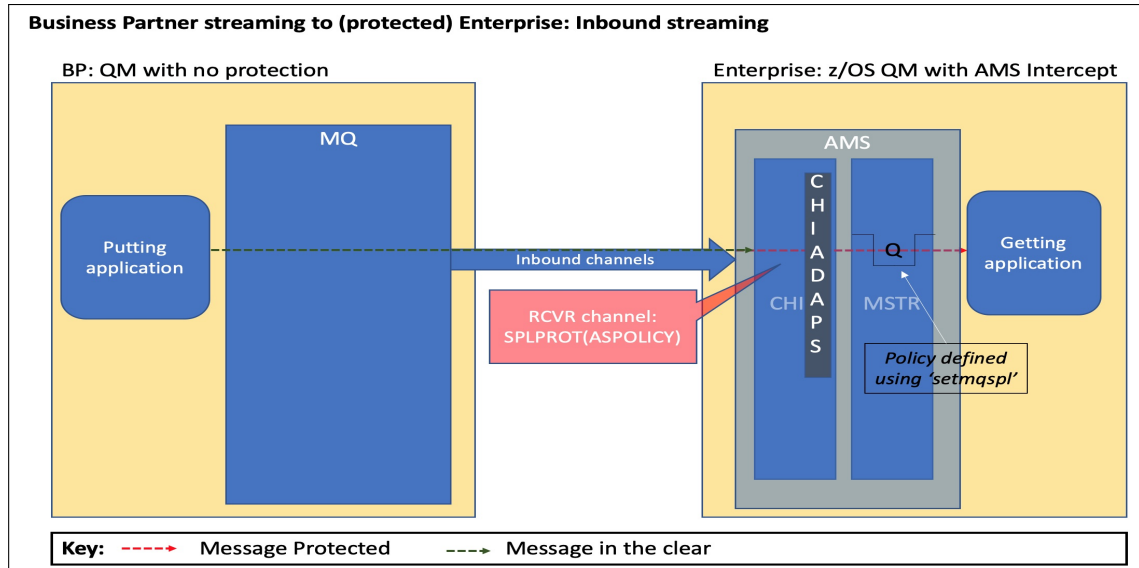 Business Partner streaming to (protected) Enterprise: Inbound streaming
BP: QM with no protection
Enterprise: z/OS QM with AMS Intercept
MQ
AMS
Putting
application
Inbound channels
RCVR channel:
SPLPROT(ASPOLICY)
CHI
C
H
I
A
D
A
P
S
MSTR
Q
Policy defined
using ‘setmqspl’
Getting
application
Key:
Message Protected
Message in the clear